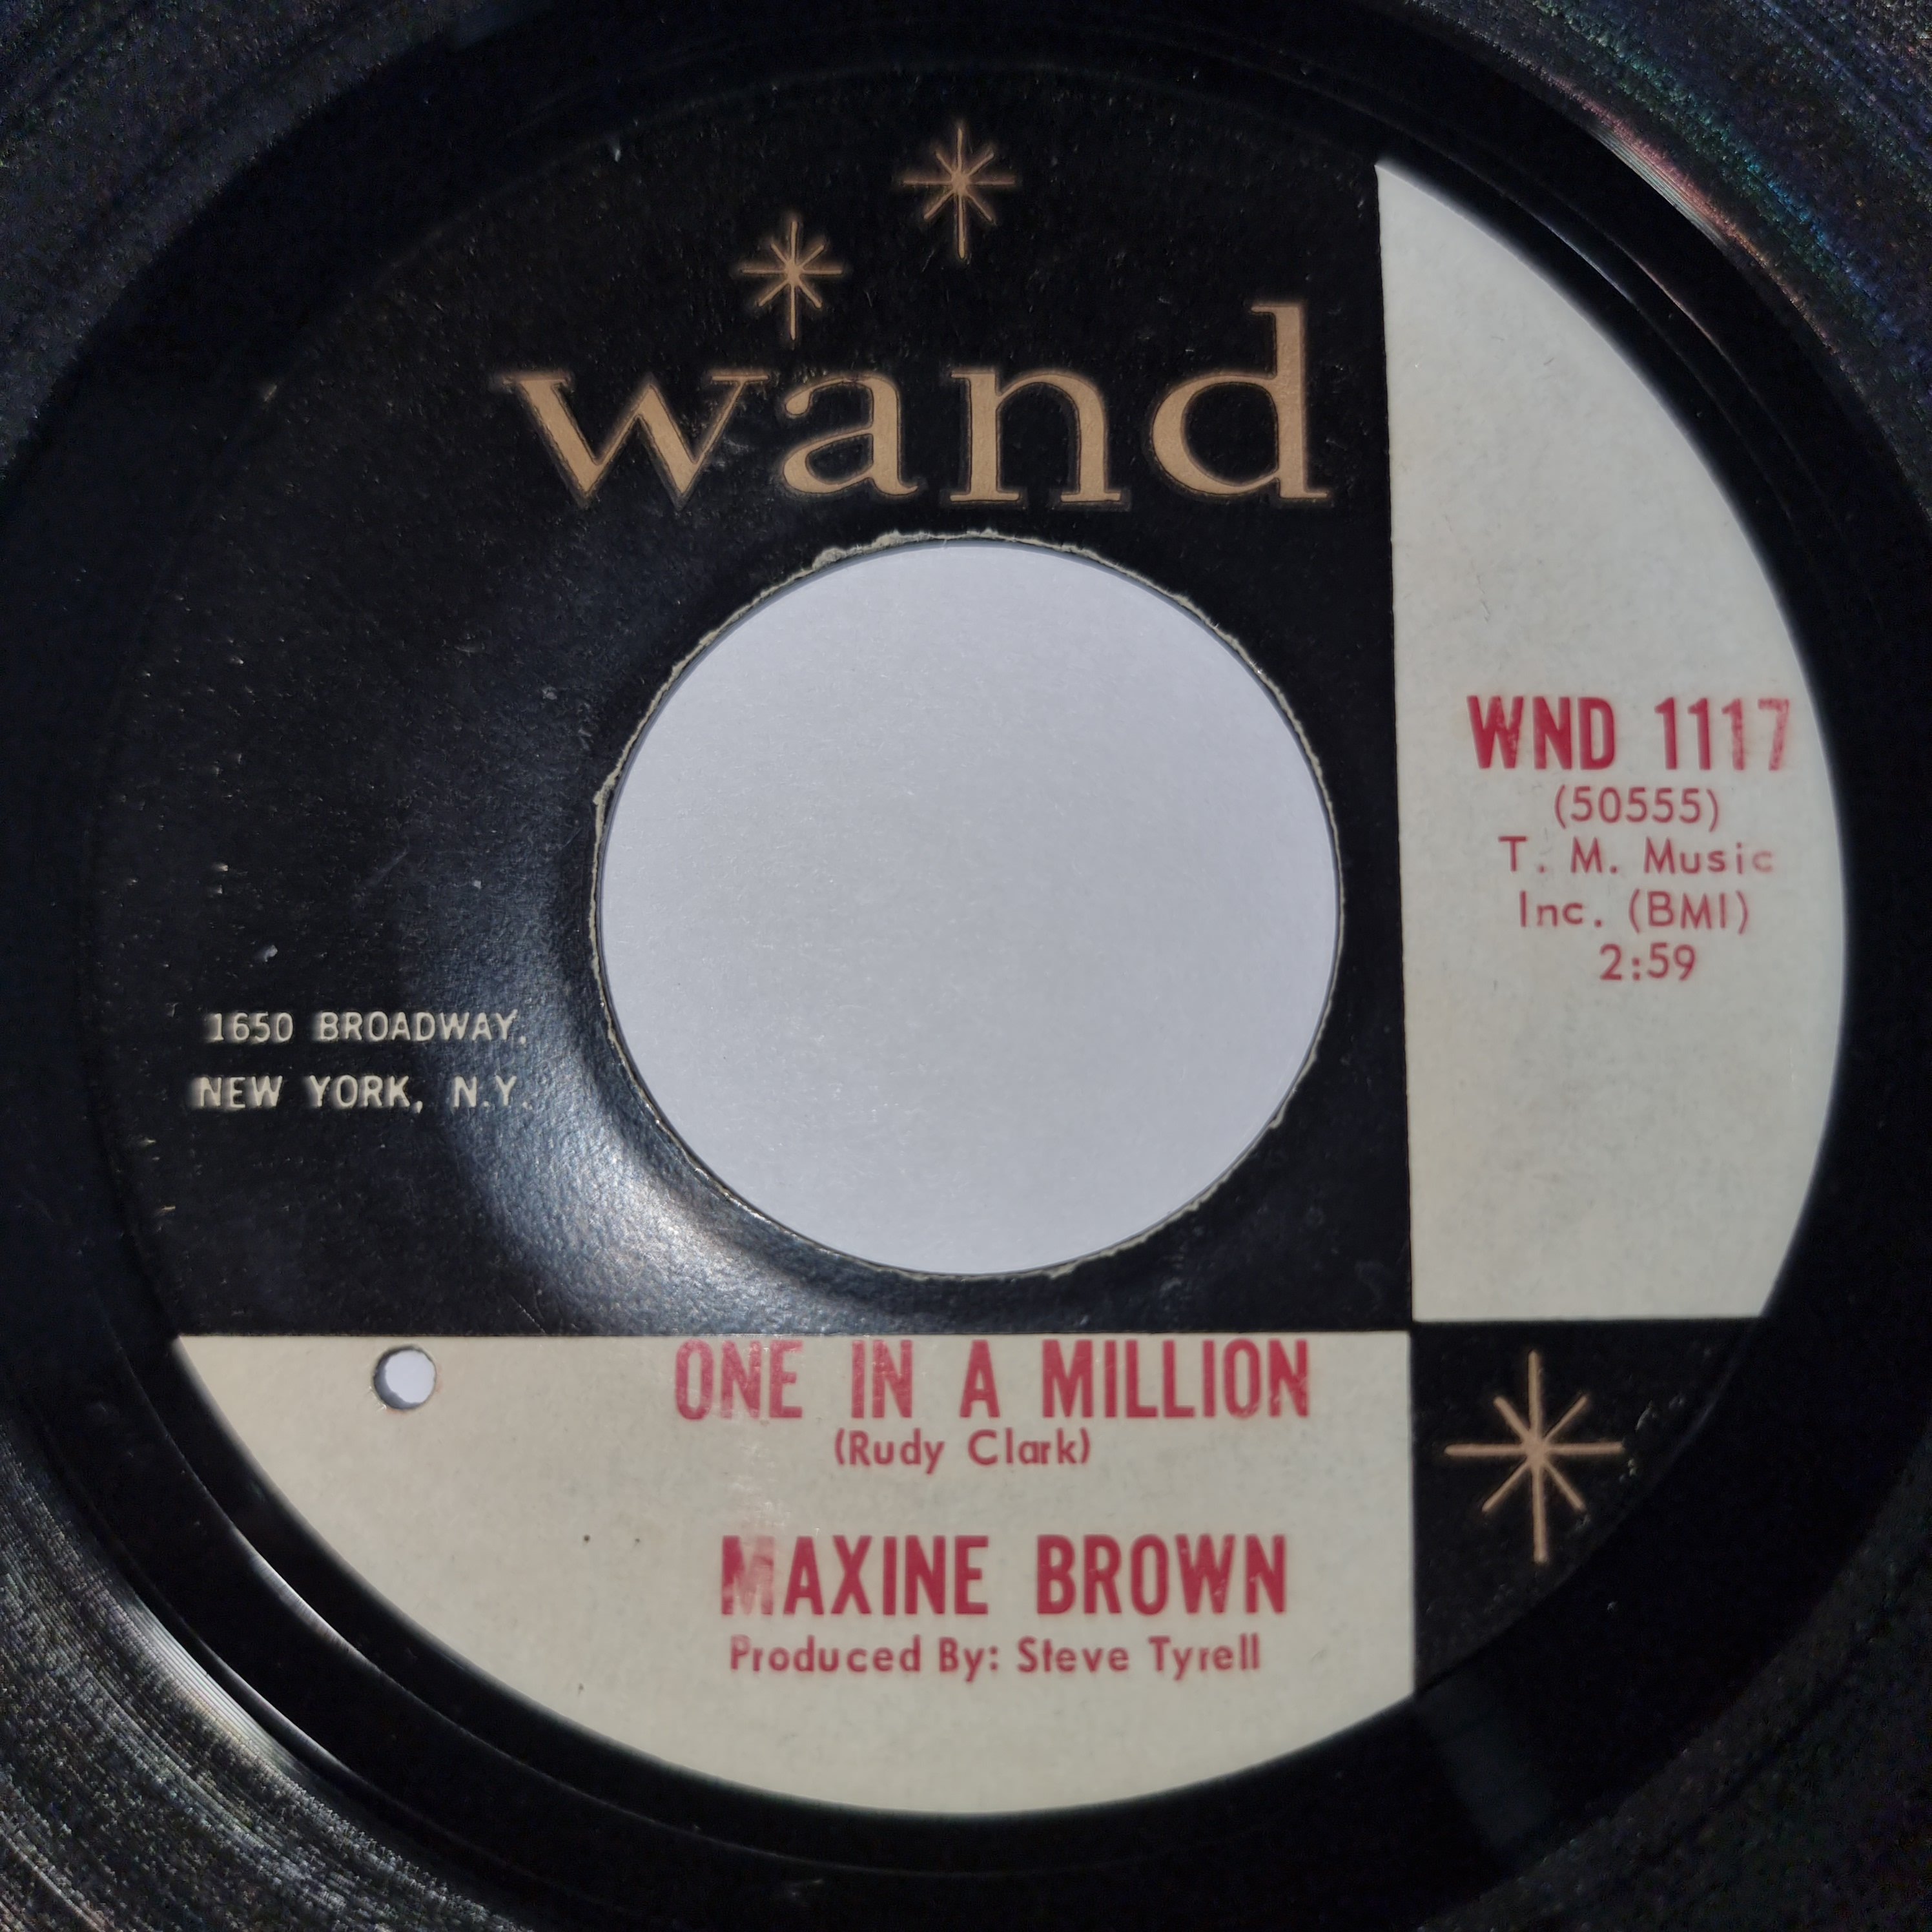 wand
WND 1117
(50555)
T. M. Music
Inc. (BMI)
2:59
1650 BROADWAY,
NEW YORK, N.Y.
ONE IN A MILLION
(Rudy Clark)
MAXINE BROWN
Produced By: Steve Tyrell